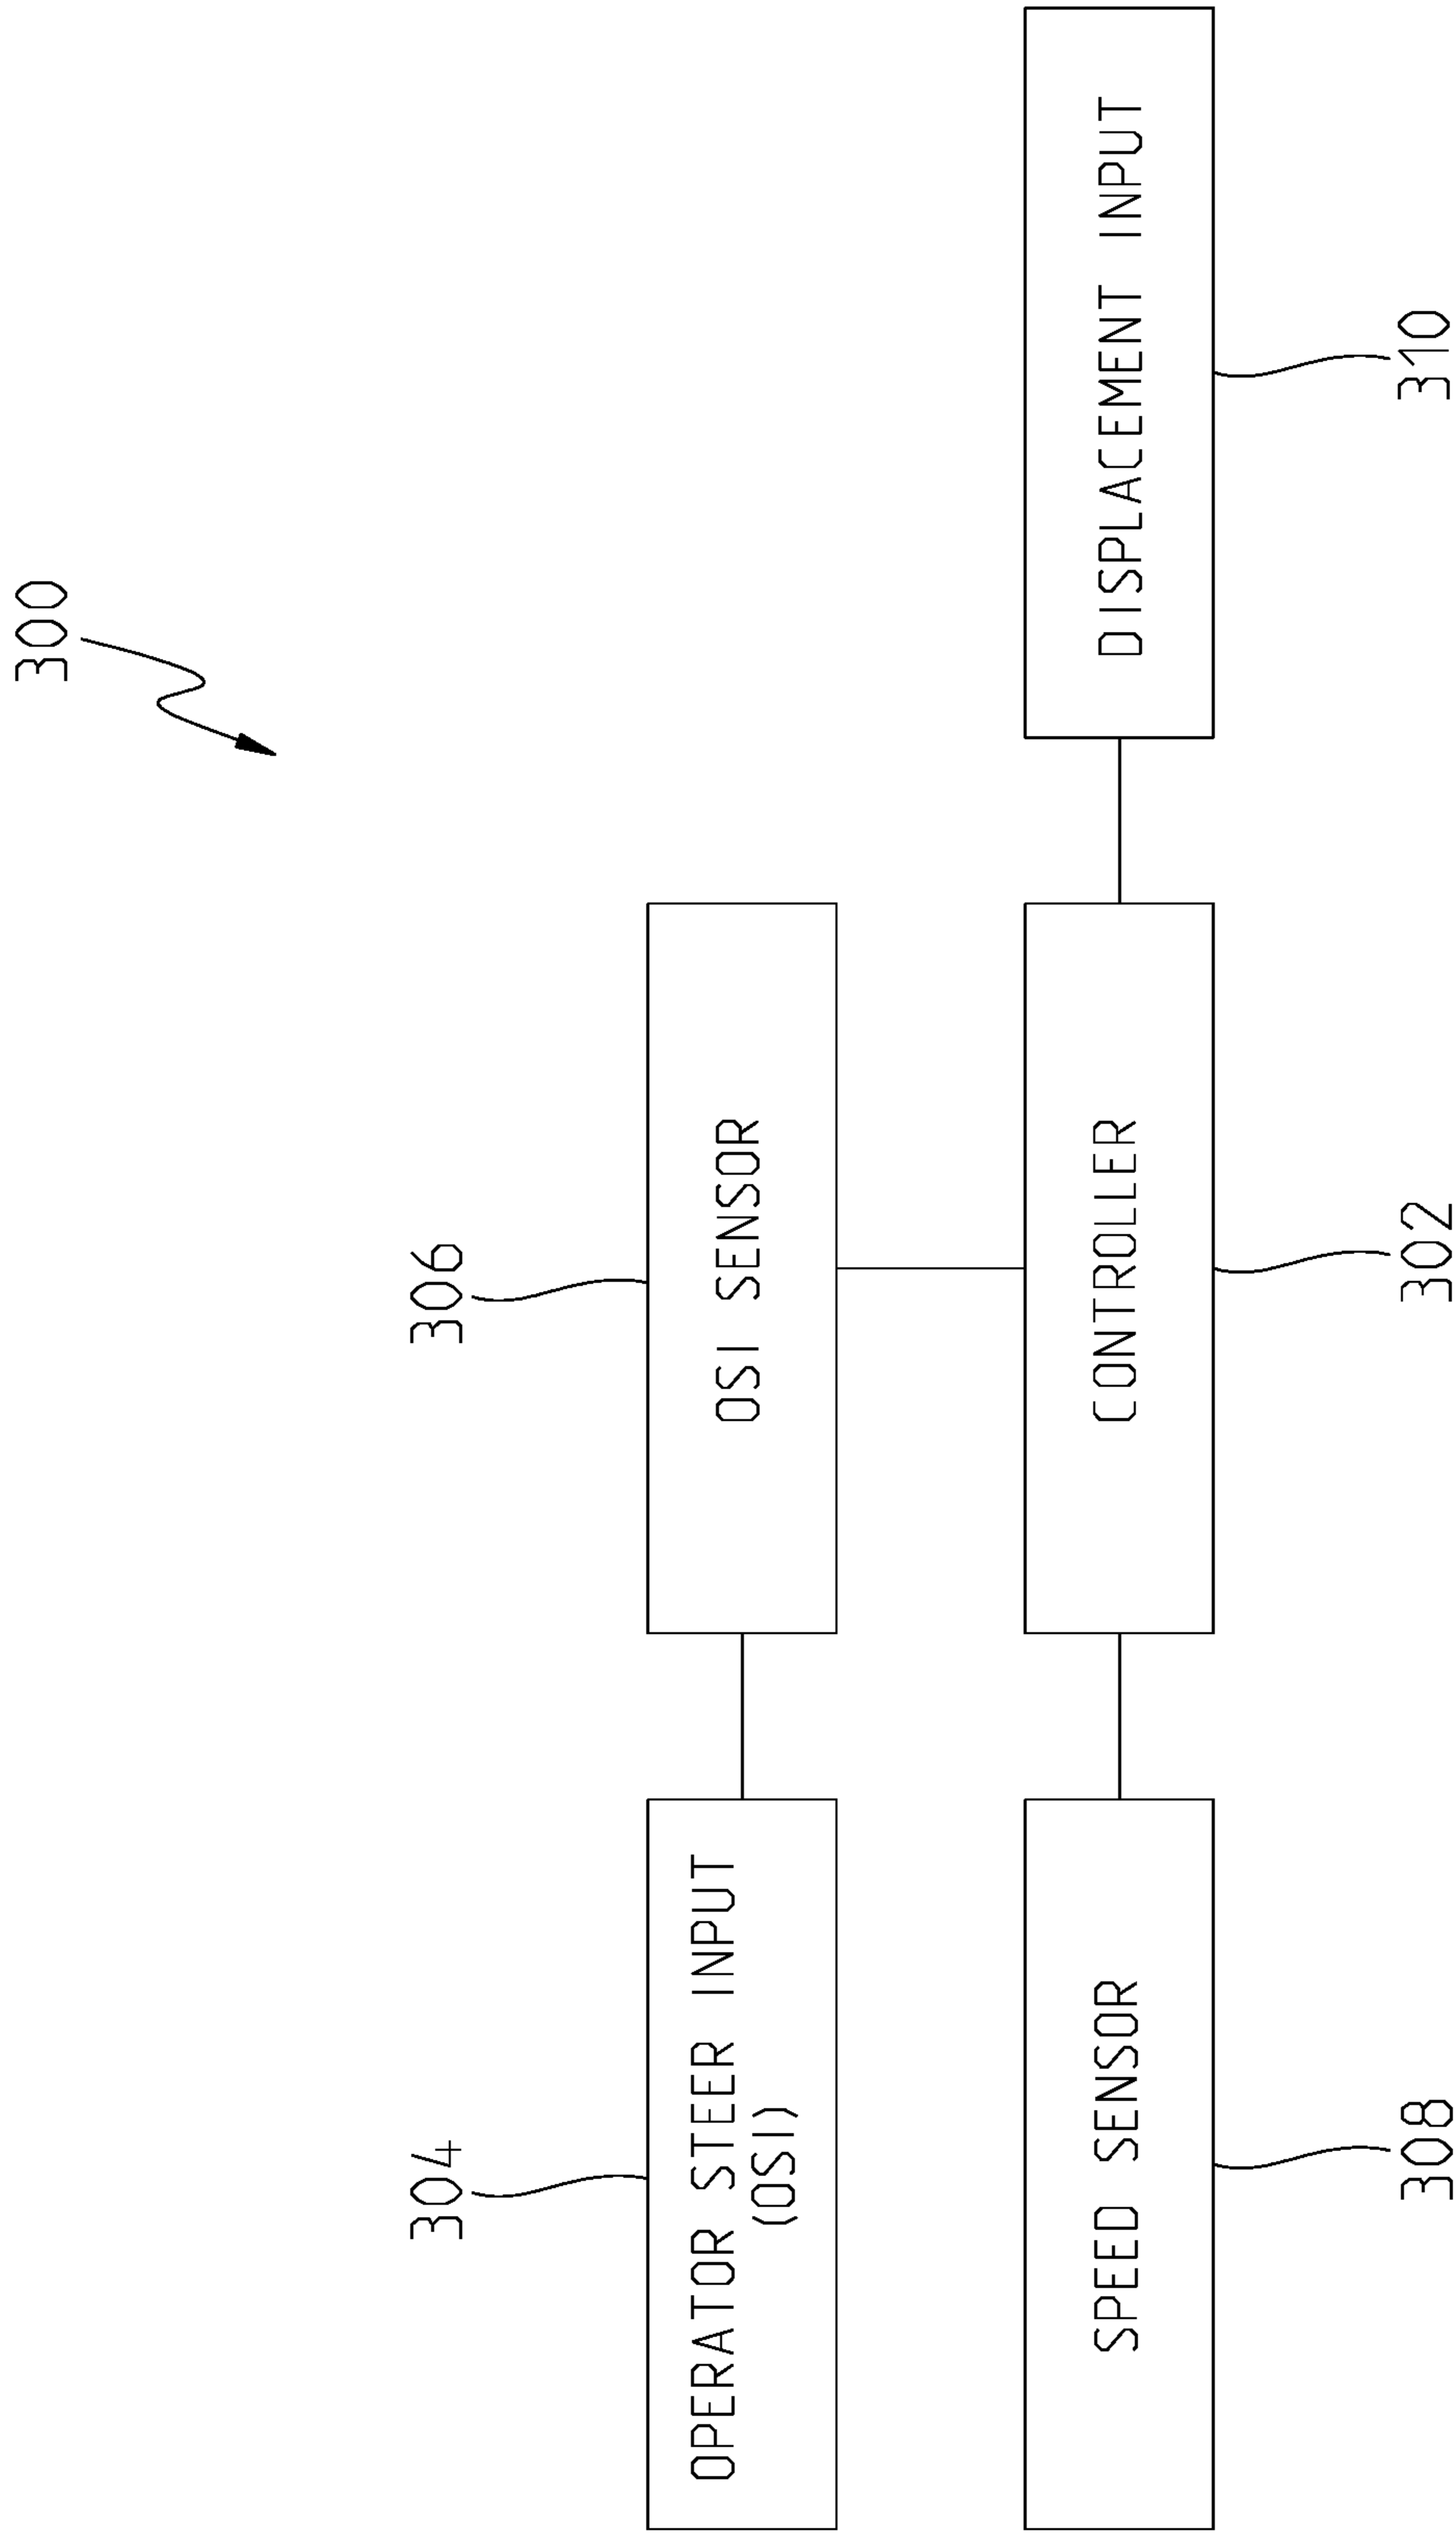 300
304
306
OPERATOR STEER INPUT
(OSI)
OSI SENSOR
SPEED SENSOR
CONTROLLER
DISPLACEMENT INPUT
308
302
310